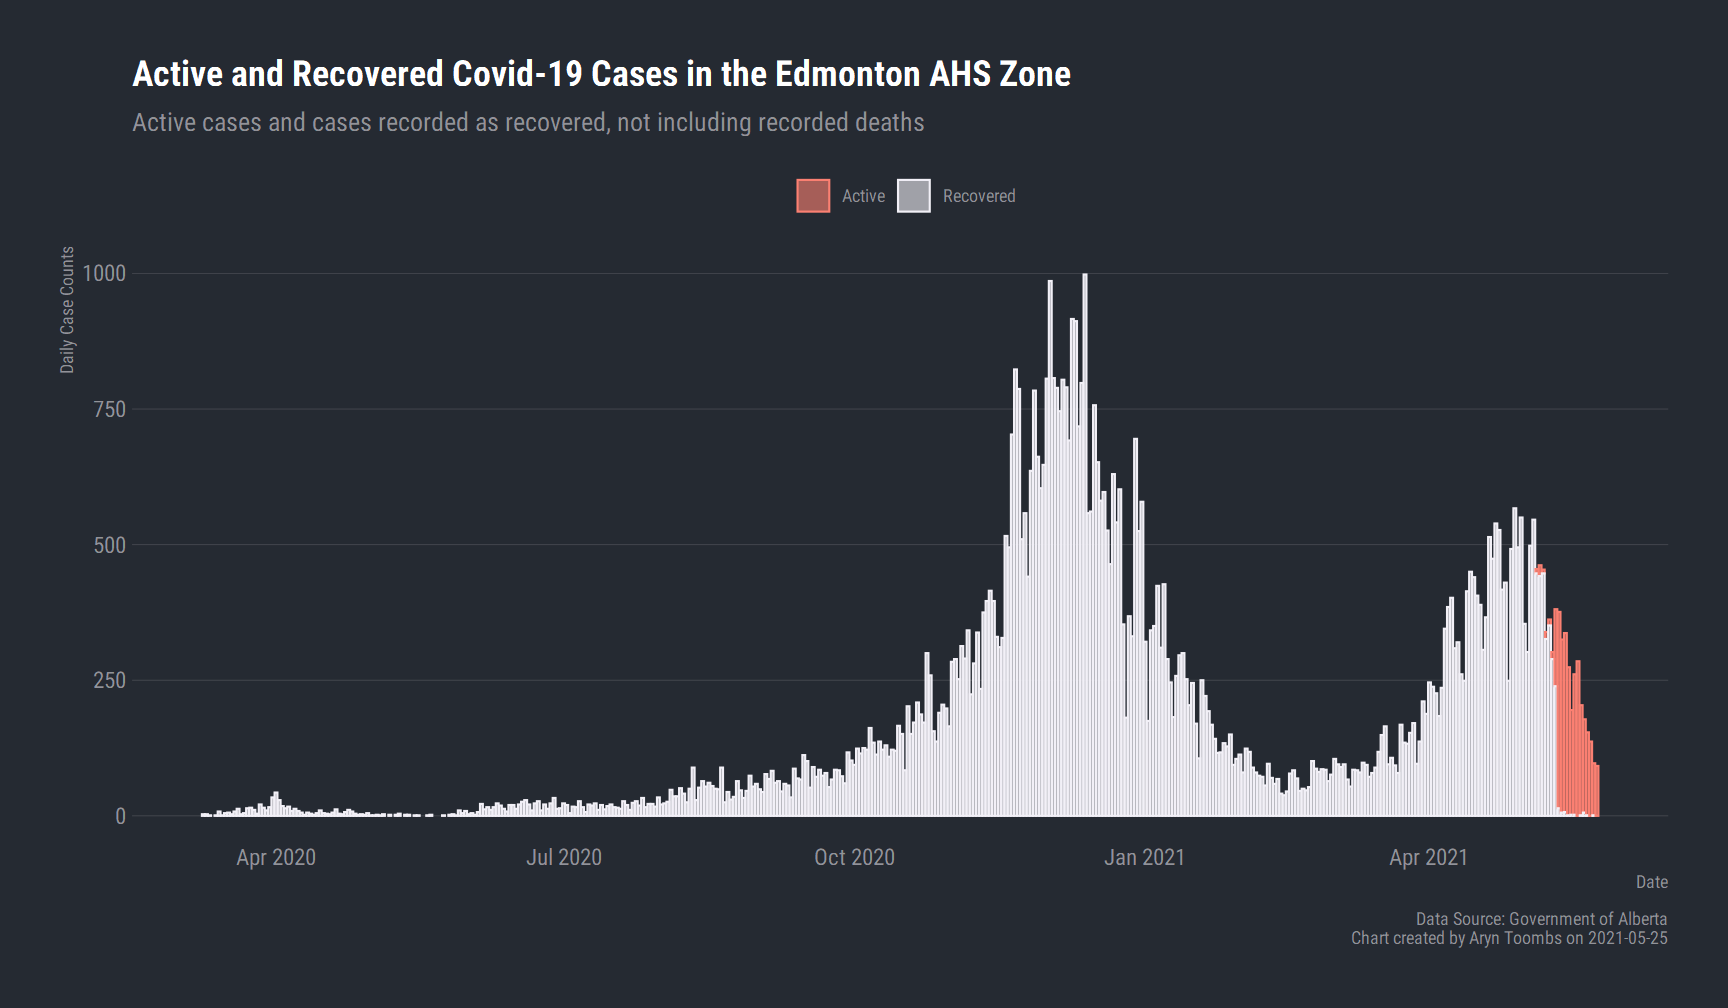 Active and Recovered Covid-19 Cases in the Edmonton AHS Zone
Active cases and cases recorded as recovered, not including recorded deaths
Active
Recovered
Daily Case Counts
1000
750
500
250
0
Apr 2020
Jul 2020
Oct 2020
Jan 2021
Apr 2021
Date
Data Source: Government of Alberta
Chart created by Aryn Toombs on 2021-05-25